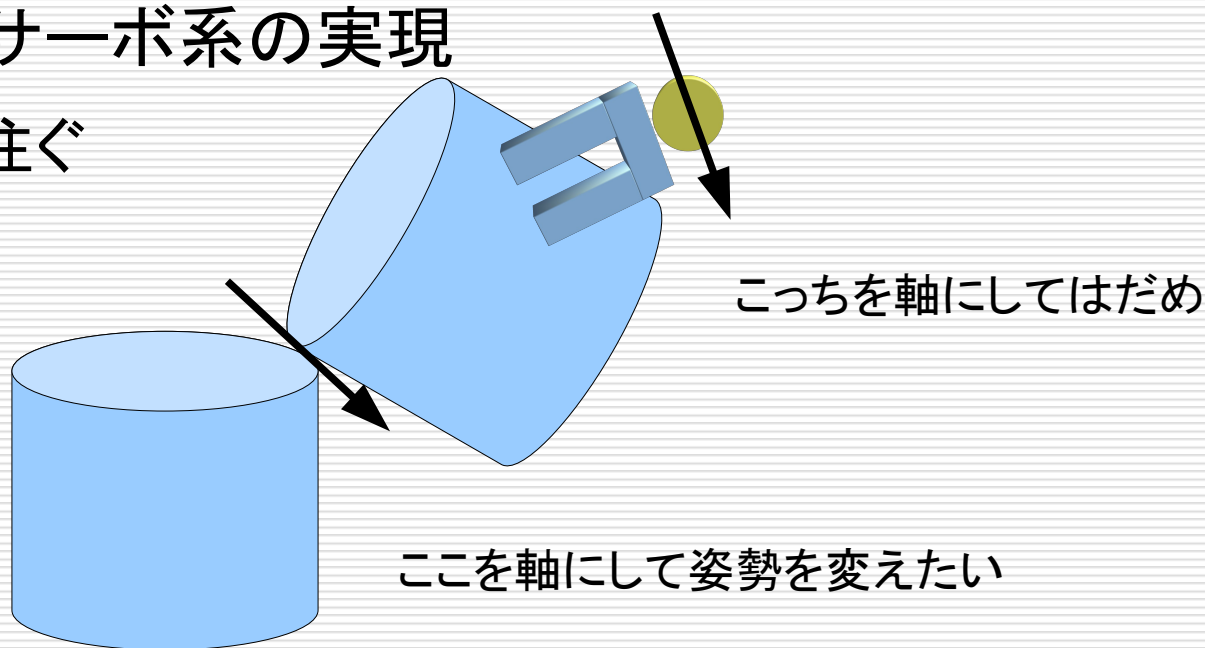 サーボ系の実現
注ぐ
こっちを軸にしてはだめ
ここを軸にして姿勢を変えたい